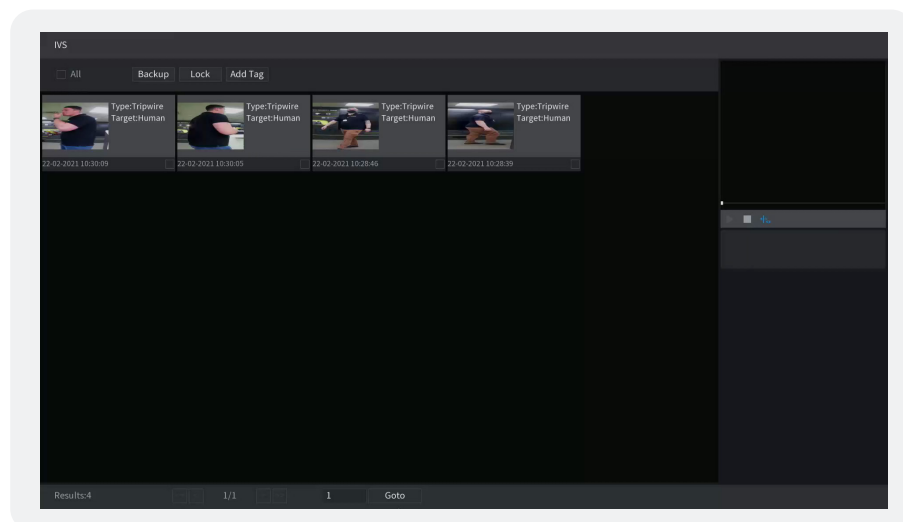 IVS
All Backup Lock Add Tag
Type:Tripwire
Target:Human
22-02-2021 10:30:09
Type:Tripwire
Target:Human
22-02-2021 10:30:05
Type:Tripwire
Target:Human
22-02-2021 10:28:46
Type:Tripwire
Target:Human
22-02-2021 10:28:39
Results:4 1/1 1 Goto